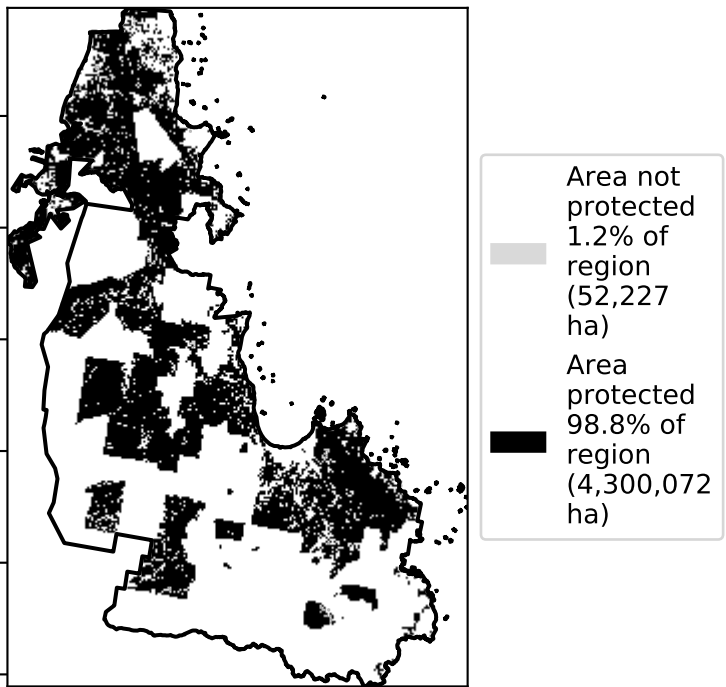 Area not
protected
1.2% of
region
(52,227
ha)
Area
protected
98.8% of
region
(4,300,072
ha)